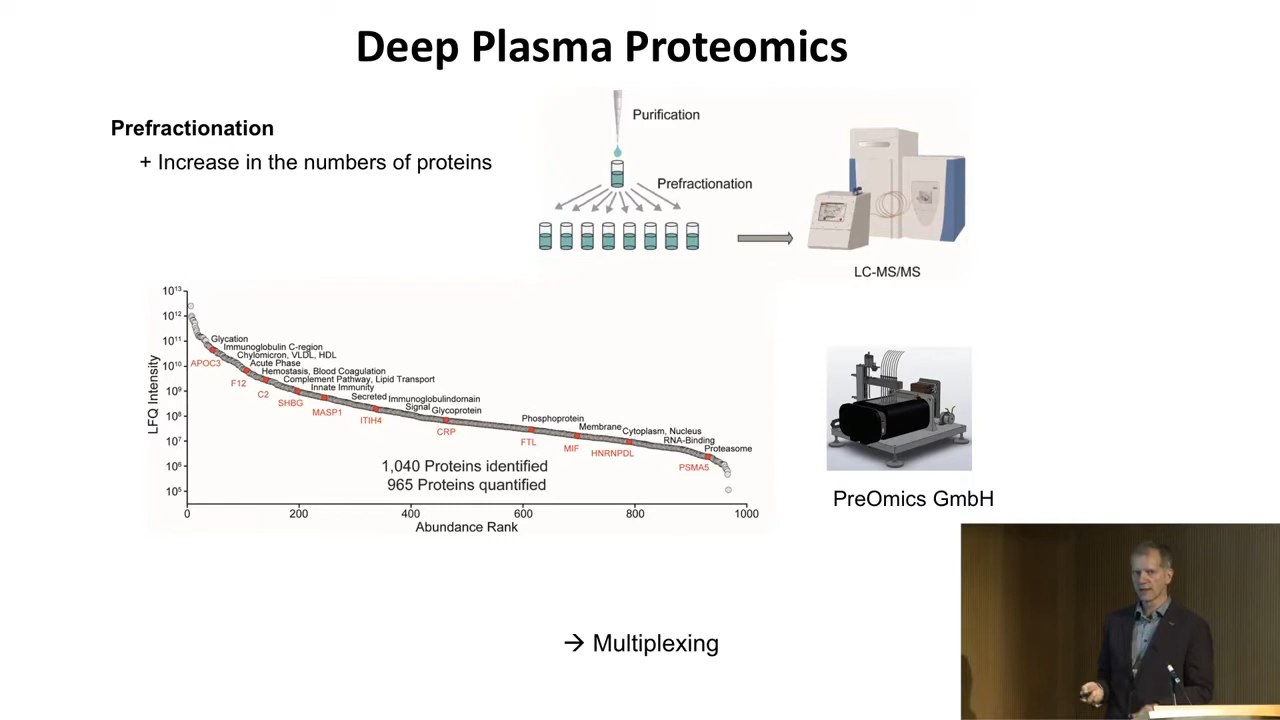 Deep Plasma Proteomics
Prefractionation
+ Increase in the numbers of proteins
Purification
Prefractionation
LC-MS/MS
LFQ Intensity
10¹³
10¹²
10¹¹
10¹⁰
10⁹
10⁸
10⁷
10⁶
10⁵
Glycation
Immunoglobulin C-region
Chylomicron, VLDL, HDL
Acute Phase
Hemostasis, Blood Coagulation
Complement Pathway, Lipid Transport
Innate Immunity
Secreted
Immunoglobulindomain
Signal
Glycoprotein
Phosphoprotein
Membrane
Cytoplasm, Nucleus
RNA-Binding
Proteasome
APOC3
F12
C2
SHBG
MASP1
ITIH4
CRP
FTL
MIF
HNRNPDL
PSMA5
1,040 Proteins identified
965 Proteins quantified
0 200 400 600 800 1000
Abundance Rank
PreOmics GmbH
→ Multiplexing